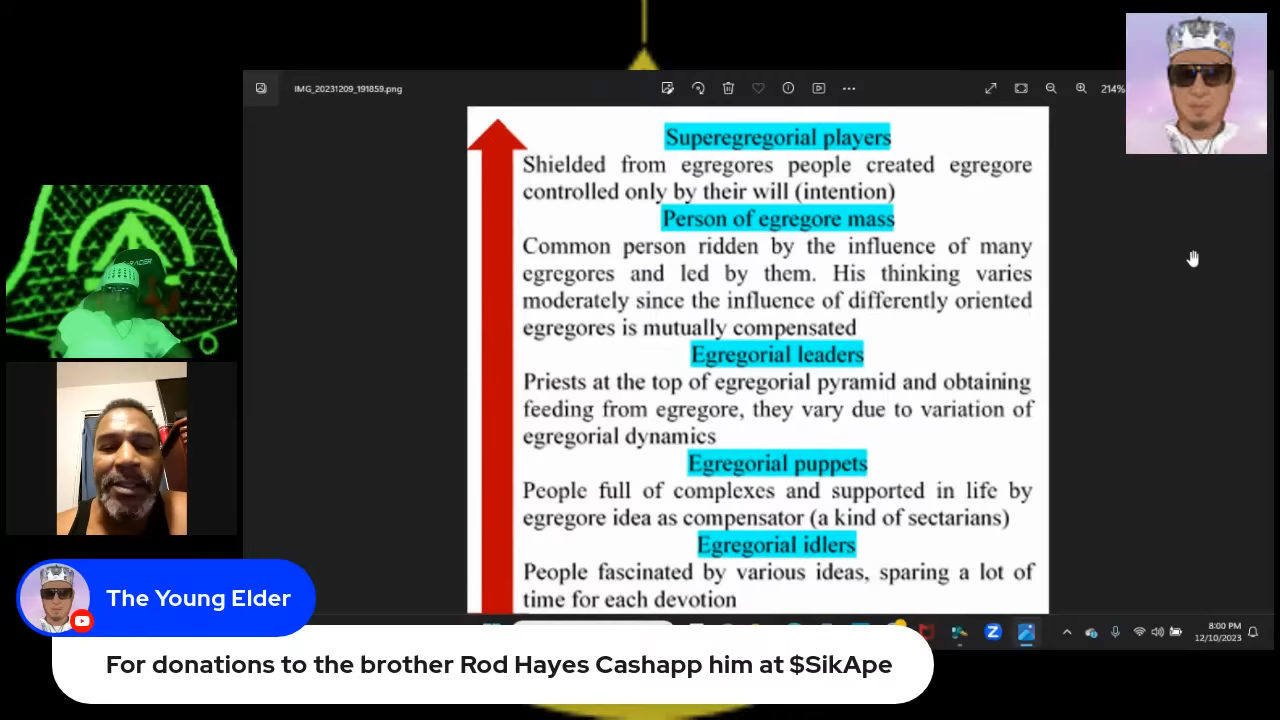 IMG_20231209_191859.png
214%
Superegregorial players
Shielded from egregores people created egregore
controlled only by their will (intention)
Person of egregore mass
Common person ridden by the influence of many
egregores and led by them. His thinking varies
moderately since the influence of differently oriented
egregores is mutually compensated
Egregorial leaders
Priests at the top of egregorial pyramid and obtaining
feeding from egregore, they vary due to variation of
egregorial dynamics
Egregorial puppets
People full of complexes and supported in life by
egregore idea as compensator (a kind of sectarians)
Egregorial idlers
People fascinated by various ideas, sparing a lot of
time for each devotion
The Young Elder
8:00 PM
12/10/2023
For donations to the brother Rod Hayes Cashapp him at $SikApe